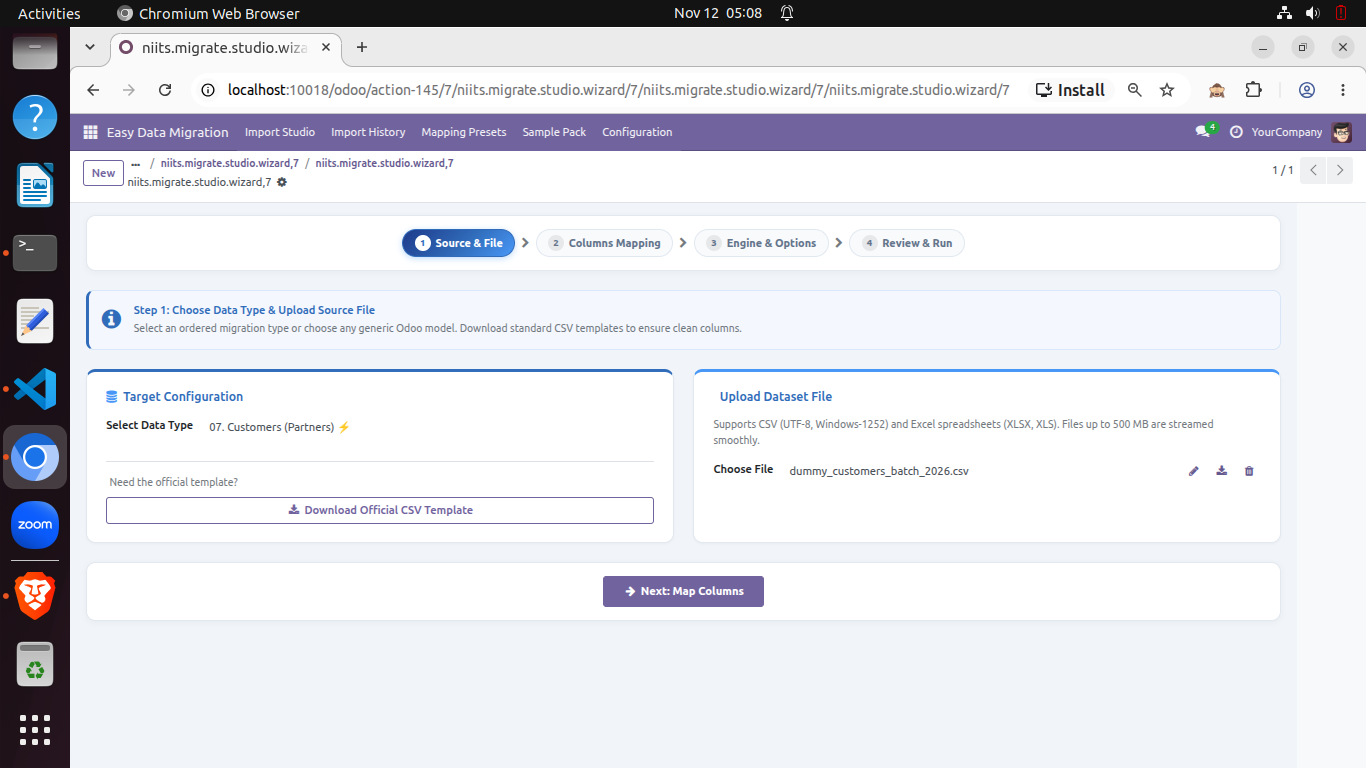 Activities
Chromium Web Browser
Nov 12 05:08
niits.migrate.studio.wiza
localhost:10018/odoo/action-145/7/niits.migrate.studio.wizard/7/niits.migrate.studio.wizard/7/niits.migrate.studio.wizard/7
Install
Easy Data Migration
Import Studio
Import History
Mapping Presets
Sample Pack
Configuration
4
YourCompany
New
... / niits.migrate.studio.wizard,7 / niits.migrate.studio.wizard,7
niits.migrate.studio.wizard,7
1 / 1
1 Source & File
2 Columns Mapping
3 Engine & Options
4 Review & Run
Step 1: Choose Data Type & Upload Source File
Select an ordered migration type or choose any generic Odoo model. Download standard CSV templates to ensure clean columns.
Target Configuration
Select Data Type
07. Customers (Partners) ⚡
Need the official template?
Download Official CSV Template
Upload Dataset File
Supports CSV (UTF-8, Windows-1252) and Excel spreadsheets (XLSX, XLS). Files up to 500 MB are streamed
smoothly.
Choose File
dummy_customers_batch_2026.csv
Next: Map Columns
zoom